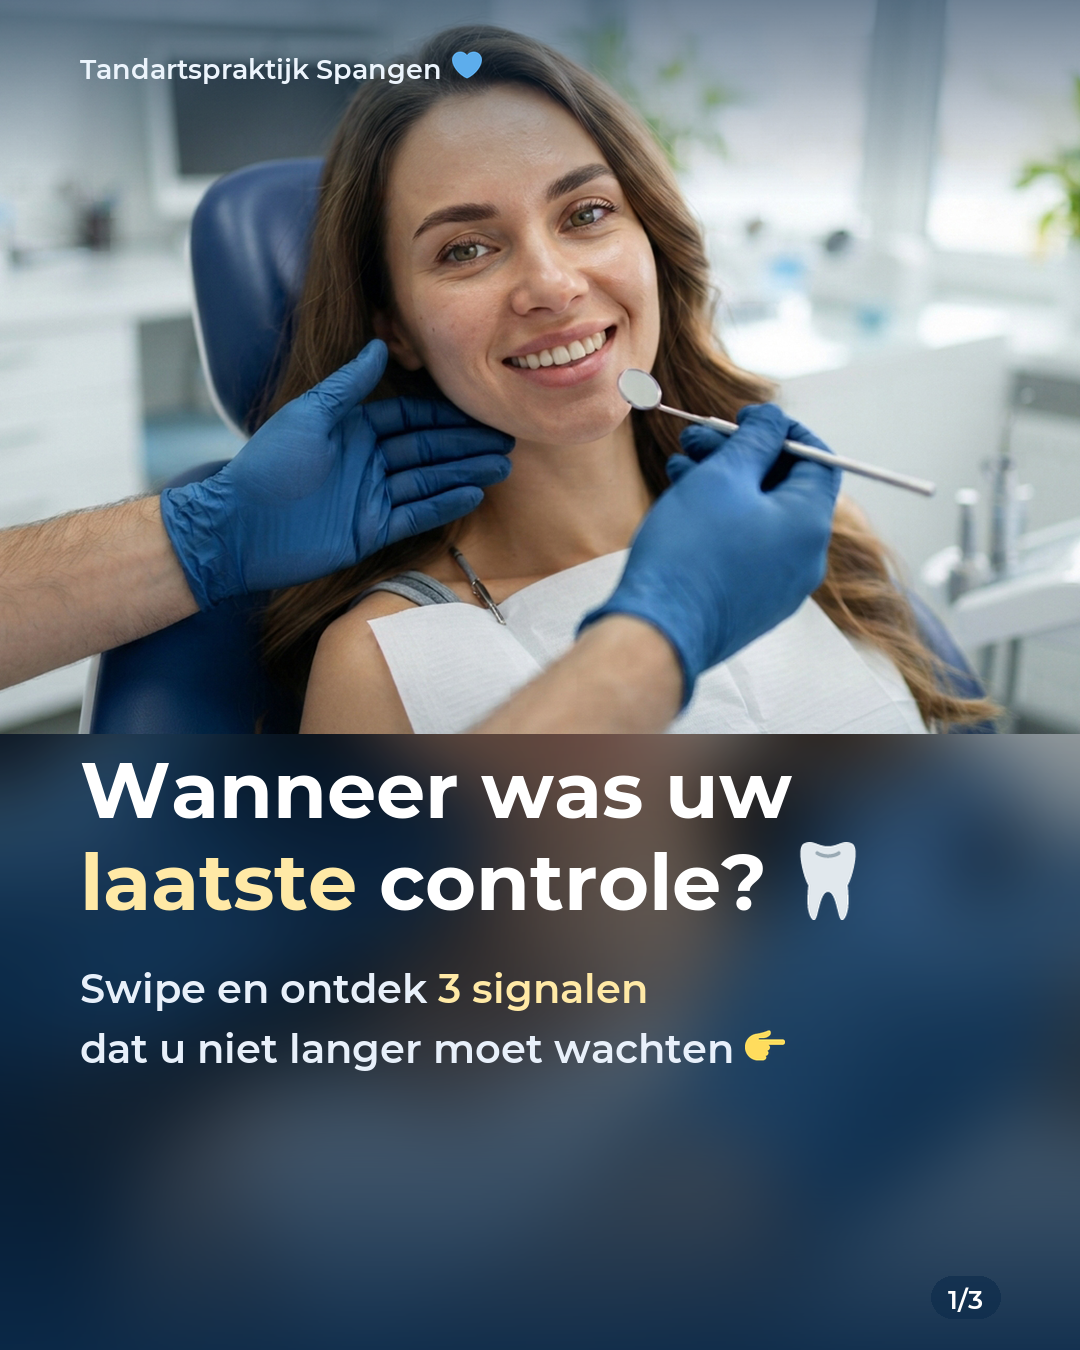 Tandartspraktijk Spangen 💙
Wanneer was uw
laatste controle? 🦷
Swipe en ontdek 3 signalen
dat u niet langer moet wachten 👉
1/3